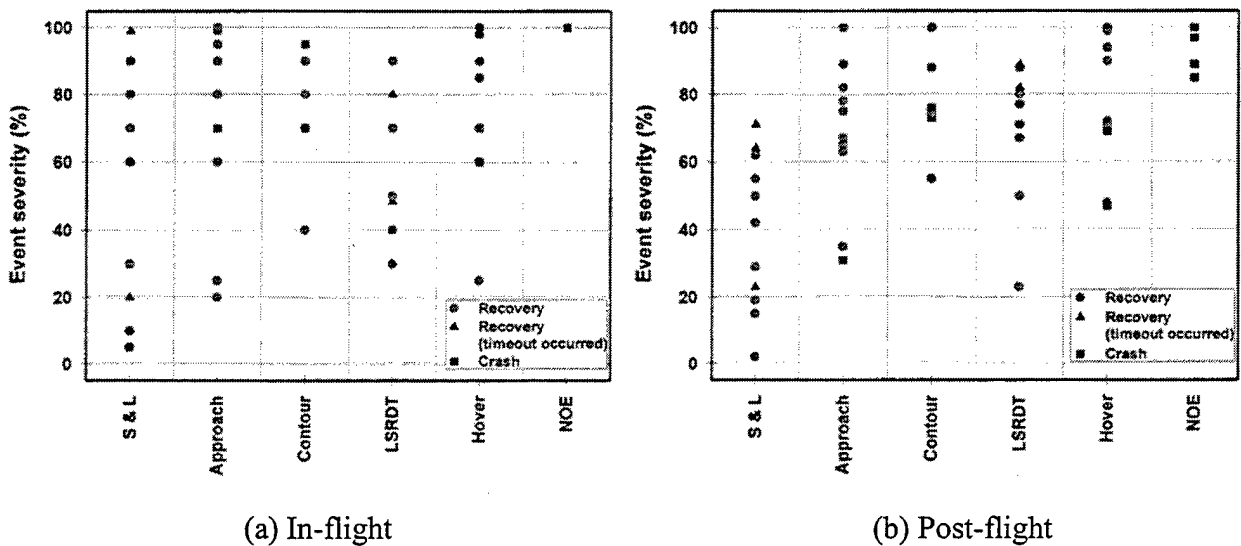 Event severity (%)
100
80
60
40
20
0
Recovery
Recovery
(timeout occurred)
Crash
S & L
Approach
Contour
LSRDT
Hover
NOE
(a) In-flight
Event severity (%)
100
80
60
40
20
0
Recovery
Recovery
(timeout occurred)
Crash
S & L
Approach
Contour
LSRDT
Hover
NOE
(b) Post-flight